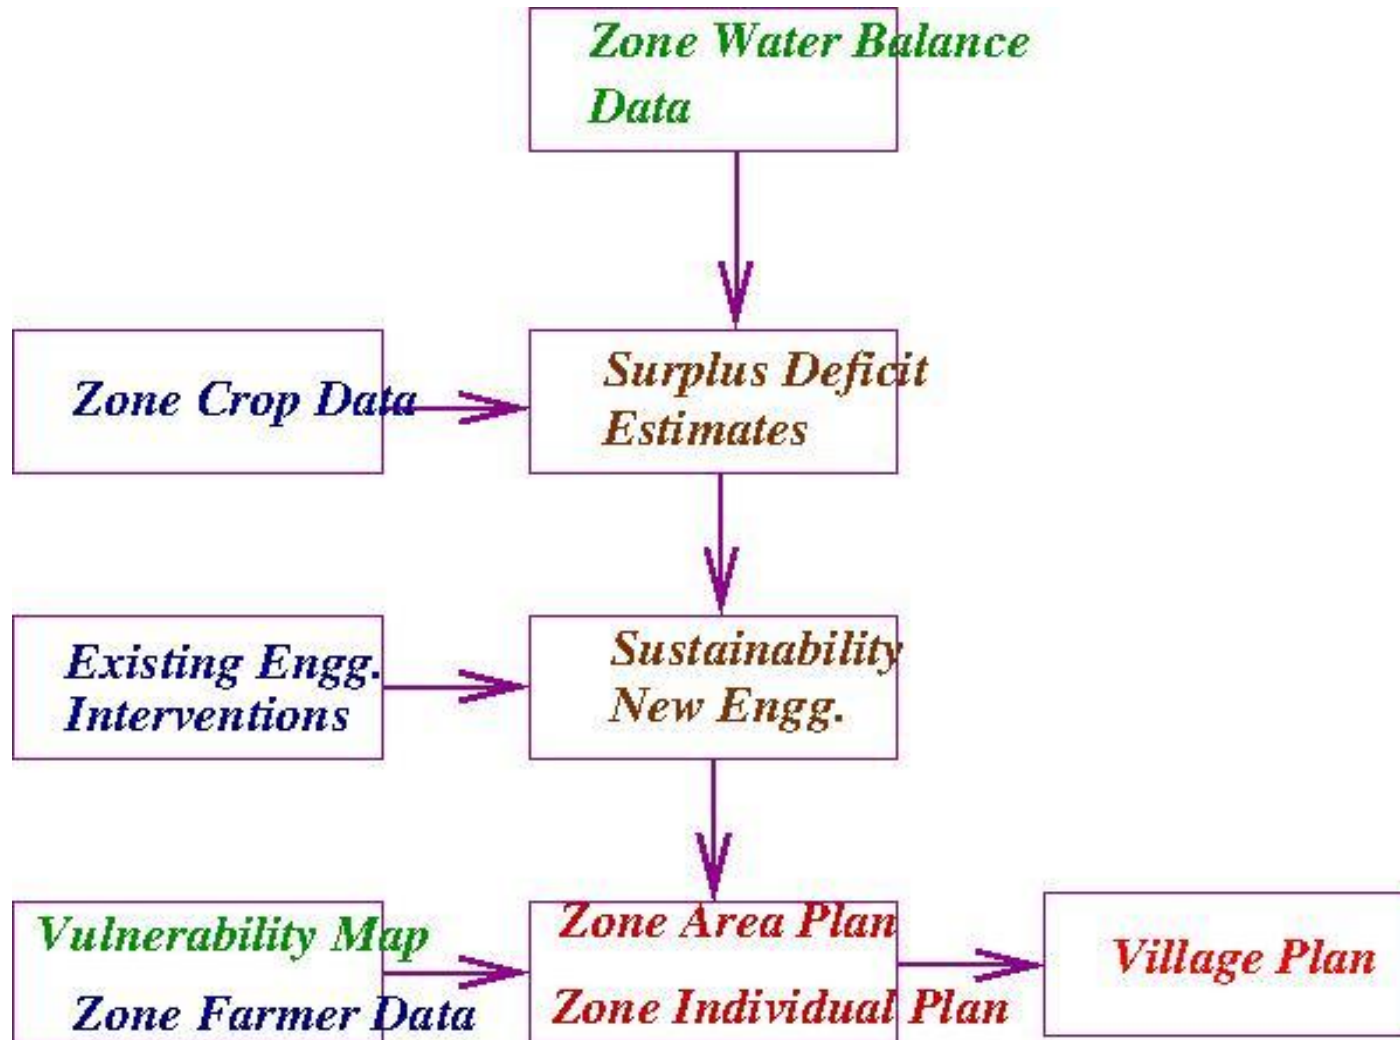 Zone Water Balance
Data
Zone Crop Data
Surplus Deficit
Estimates
Existing Engg.
Interventions
Sustainability
New Engg.
Vulnerability Map
Zone Farmer Data
Zone Area Plan
Zone Individual Plan
Village Plan